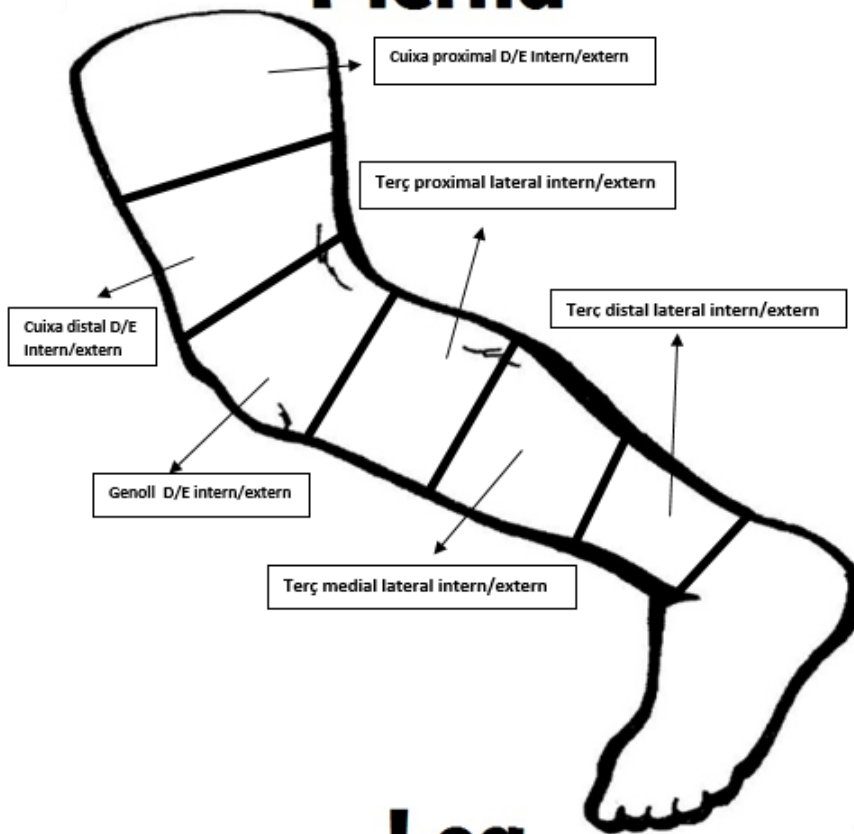 Pierna
Cuixa proximal D/E Intern/extern
Terç proximal lateral intern/extern
Terç distal lateral intern/extern
Cuixa distal D/E
Intern/extern
Genoll D/E intern/extern
Terç medial lateral intern/extern
Leg